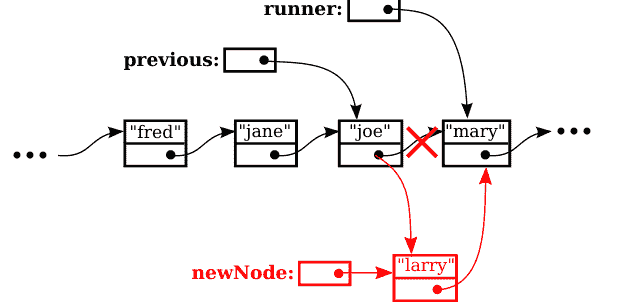 runner:
previous:
"fred" "jane" "joe" "mary"
"larry"
newNode: